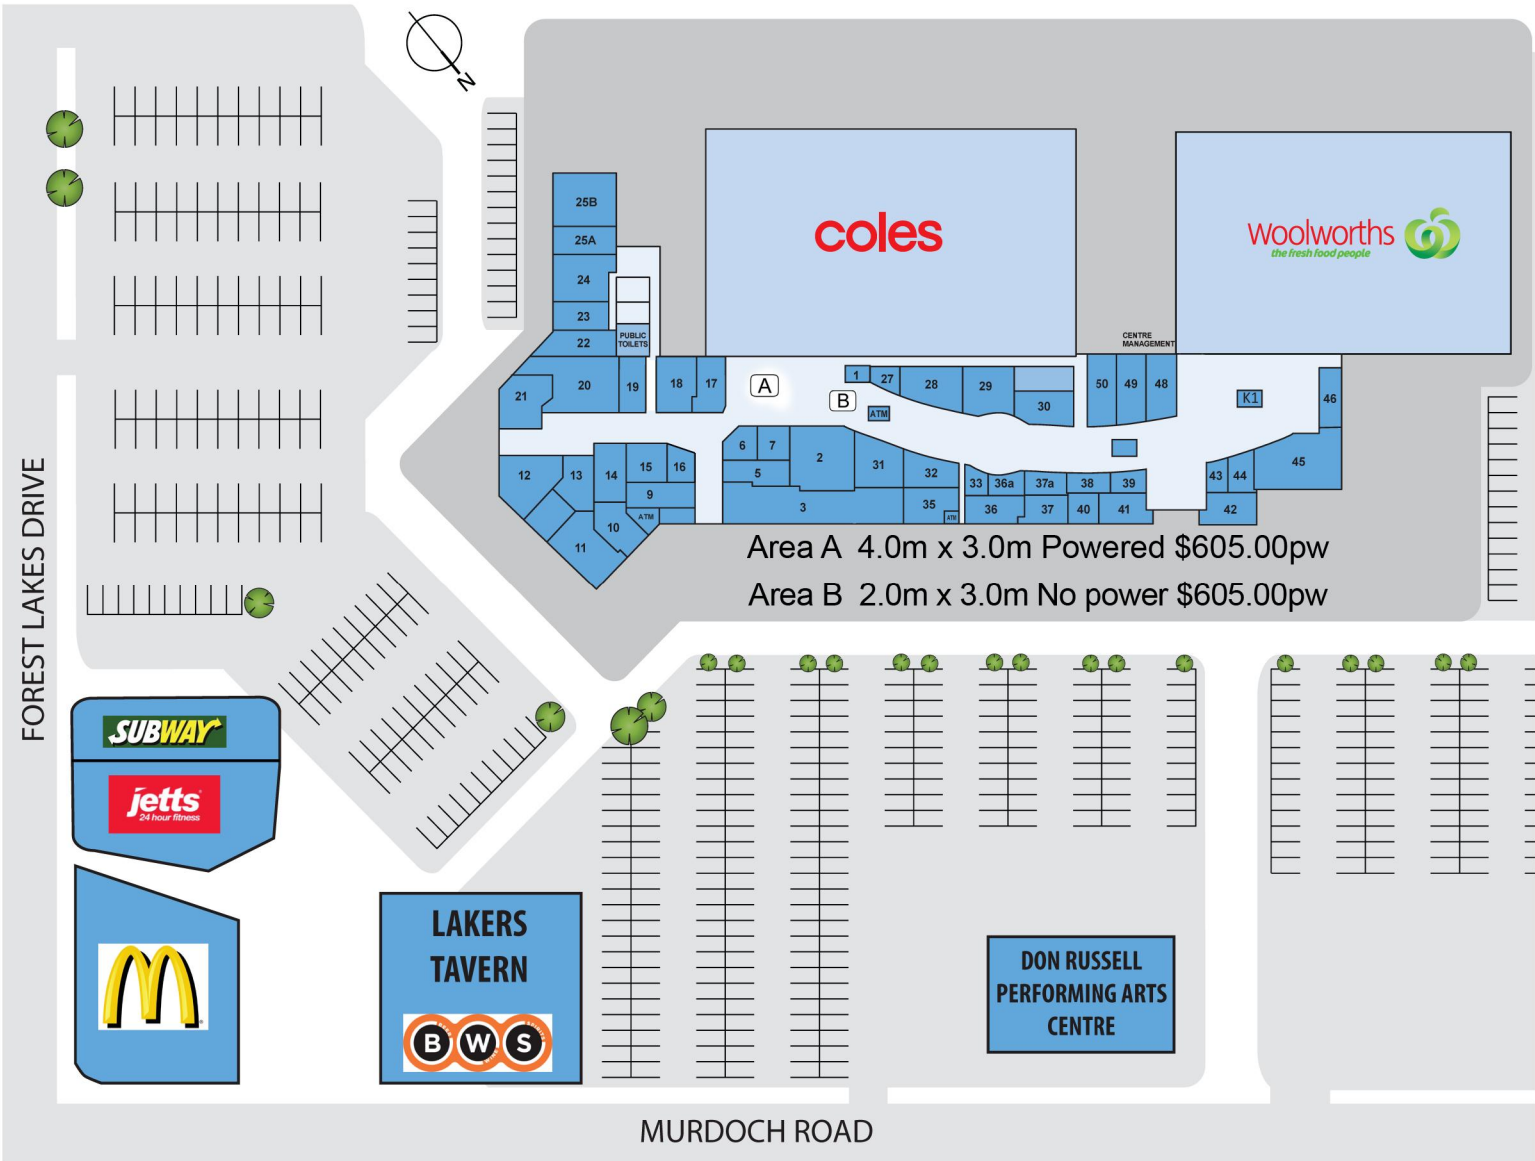 N
25B
25A
24
23
22
PUBLIC
TOILETS
21
20
19
18
17
coles
Woolworths
the fresh food people
CENTRE
MANAGEMENT
A
B
1
27
28
29
30
ATM
50
49
48
K1
46
12
13
14
15
16
9
ATM
10
11
6
7
5
2
3
31
32
35
ATM
33
36a
37a
38
39
36
37
40
41
43
44
45
42
Area A 4.0m x 3.0m Powered $605.00pw
Area B 2.0m x 3.0m No power $605.00pw
FOREST LAKES DRIVE
SUBWAY
jetts
24 hour fitness
LAKERS
TAVERN
BWS
DON RUSSELL
PERFORMING ARTS
CENTRE
MURDOCH ROAD